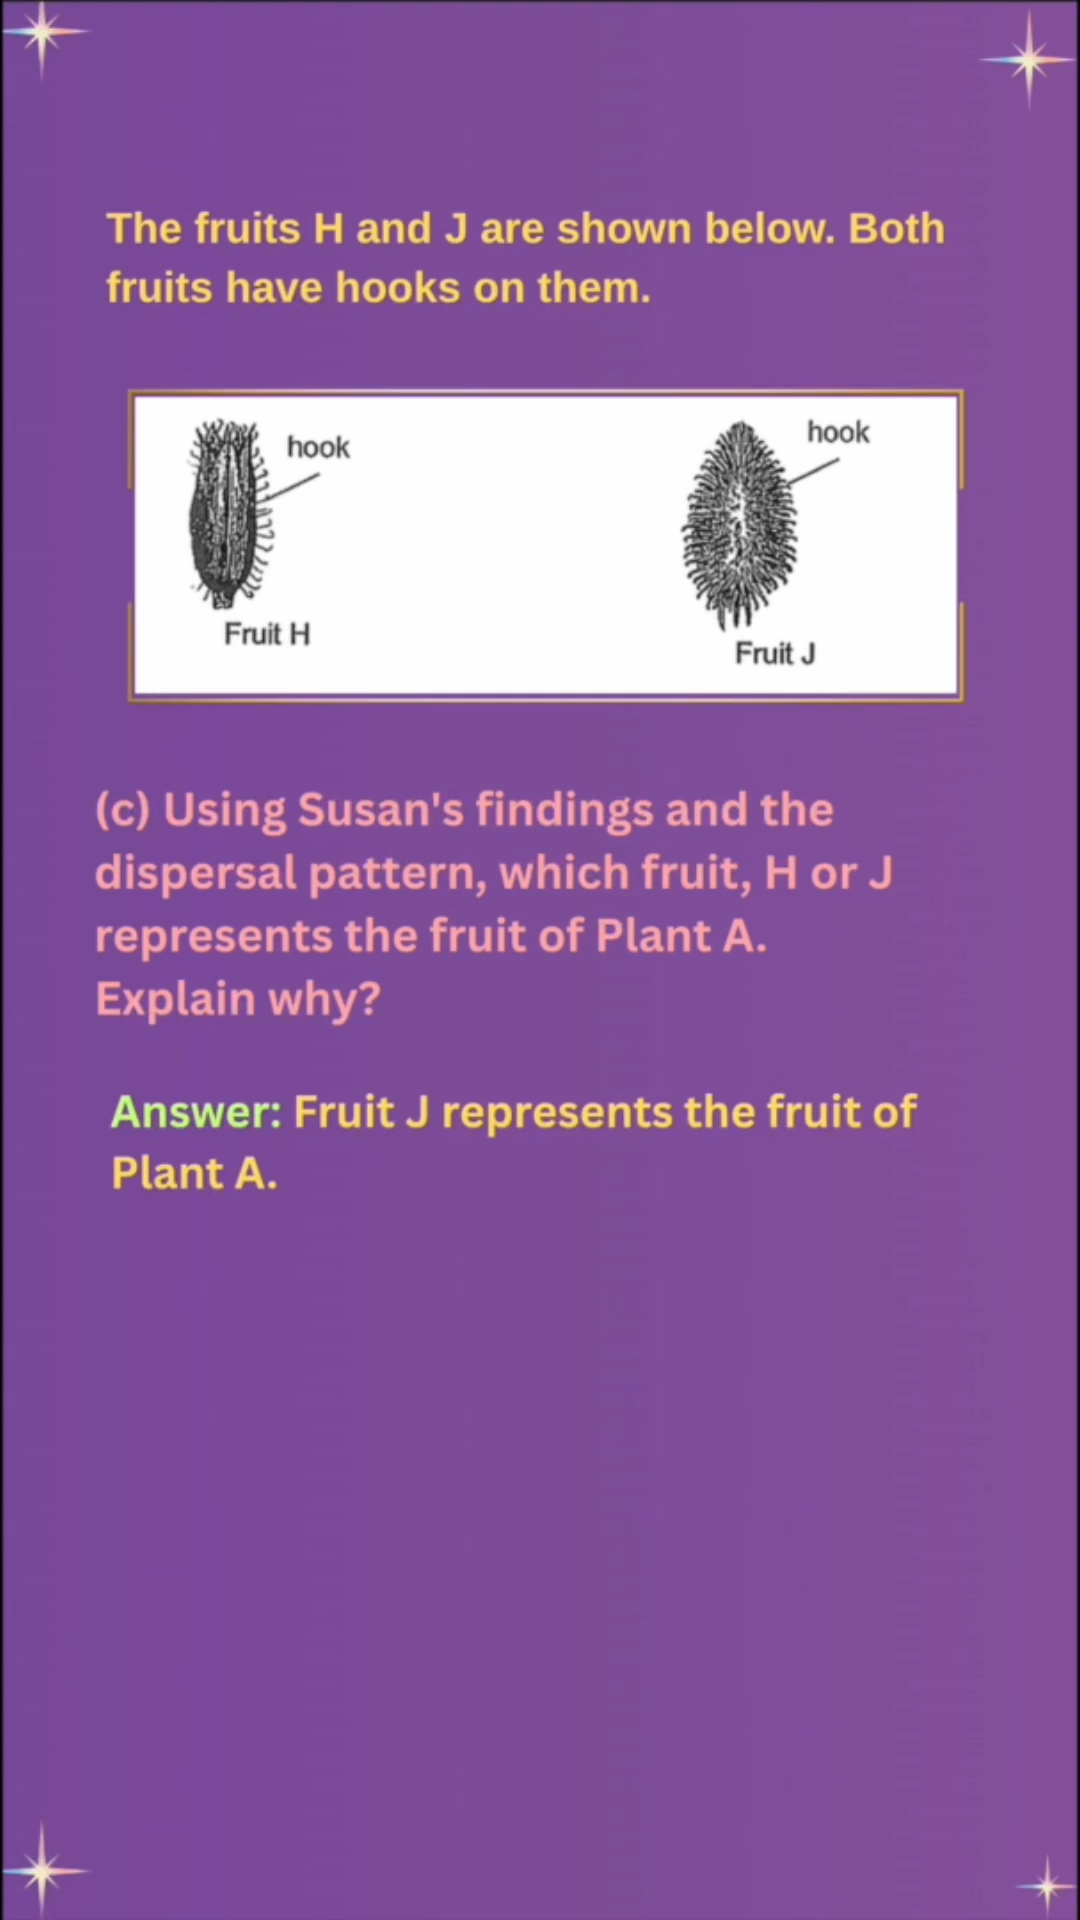 The fruits H and J are shown below. Both
fruits have hooks on them.
hook
hook
Fruit H
Fruit J
(c) Using Susan's findings and the
dispersal pattern, which fruit, H or J
represents the fruit of Plant A.
Explain why?
Answer: Fruit J represents the fruit of
Plant A.